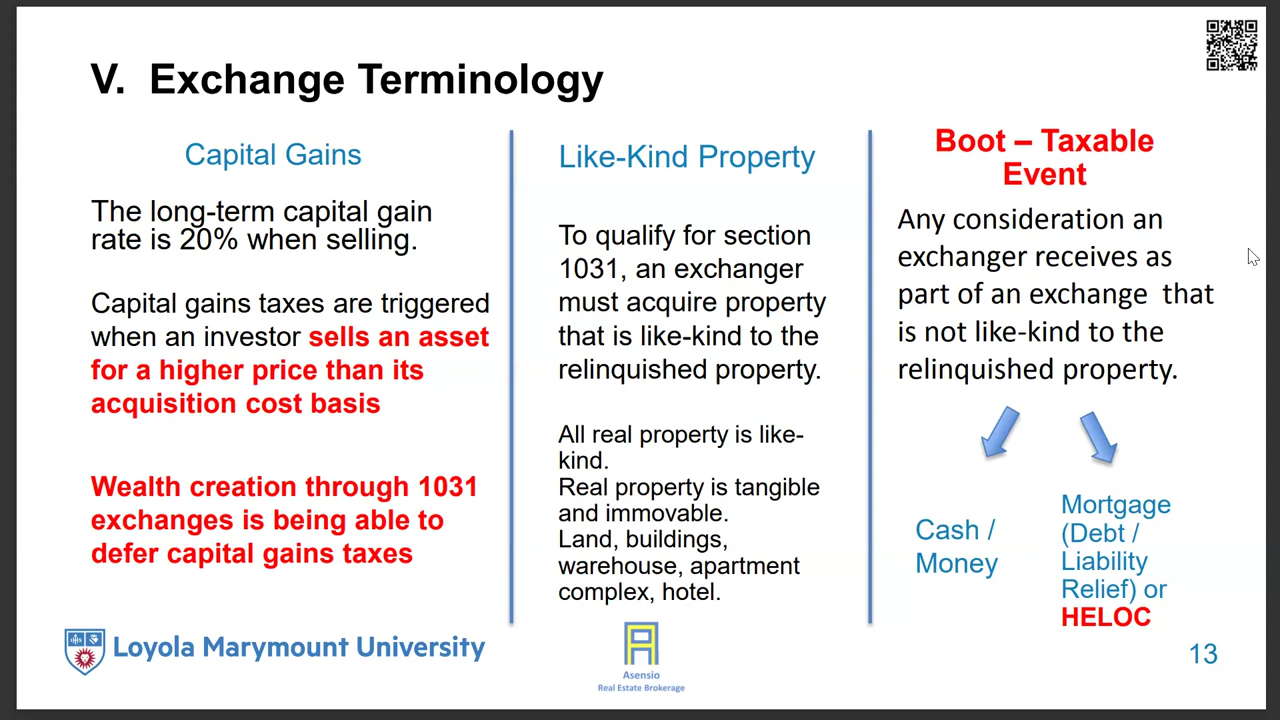 V. Exchange Terminology
Capital Gains
The long-term capital gain
rate is 20% when selling.
Capital gains taxes are triggered
when an investor sells an asset
for a higher price than its
acquisition cost basis
Wealth creation through 1031
exchanges is being able to
defer capital gains taxes
Like-Kind Property
To qualify for section
1031, an exchanger
must acquire property
that is like-kind to the
relinquished property.
All real property is like-
kind.
Real property is tangible
and immovable.
Land, buildings,
warehouse, apartment
complex, hotel.
Boot – Taxable
Event
Any consideration an
exchanger receives as
part of an exchange that
is not like-kind to the
relinquished property.
Cash /
Money
Mortgage
(Debt /
Liability
Relief) or
HELOC
Loyola Marymount University
Asensio
Real Estate Brokerage
13